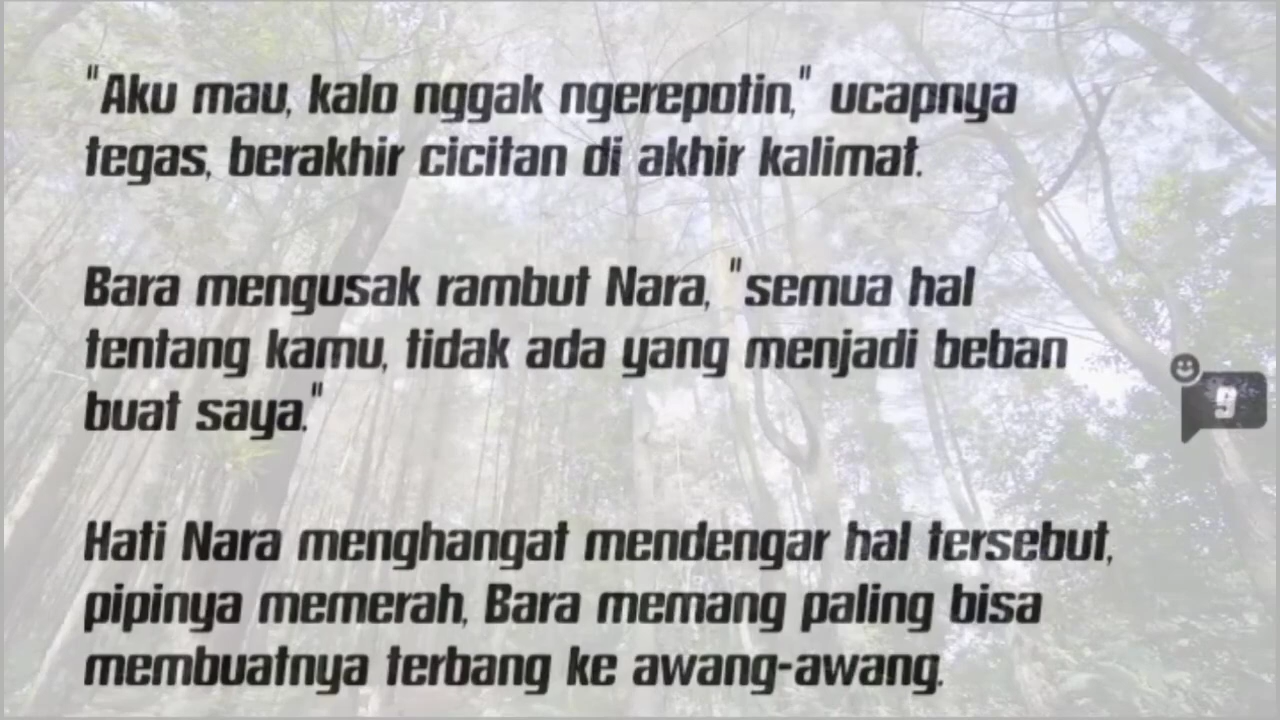 "Aku mau, kalo nggak ngerepotin," ucapnya
tegas, berakhir cicitan di akhir kalimat.
Bara mengusak rambut Nara, "semua hal
tentang kamu, tidak ada yang menjadi beban
buat saya."
9
Hati Nara menghangat mendengar hal tersebut,
pipinya memerah, Bara memang paling bisa
membuatnya terbang ke awang-awang.